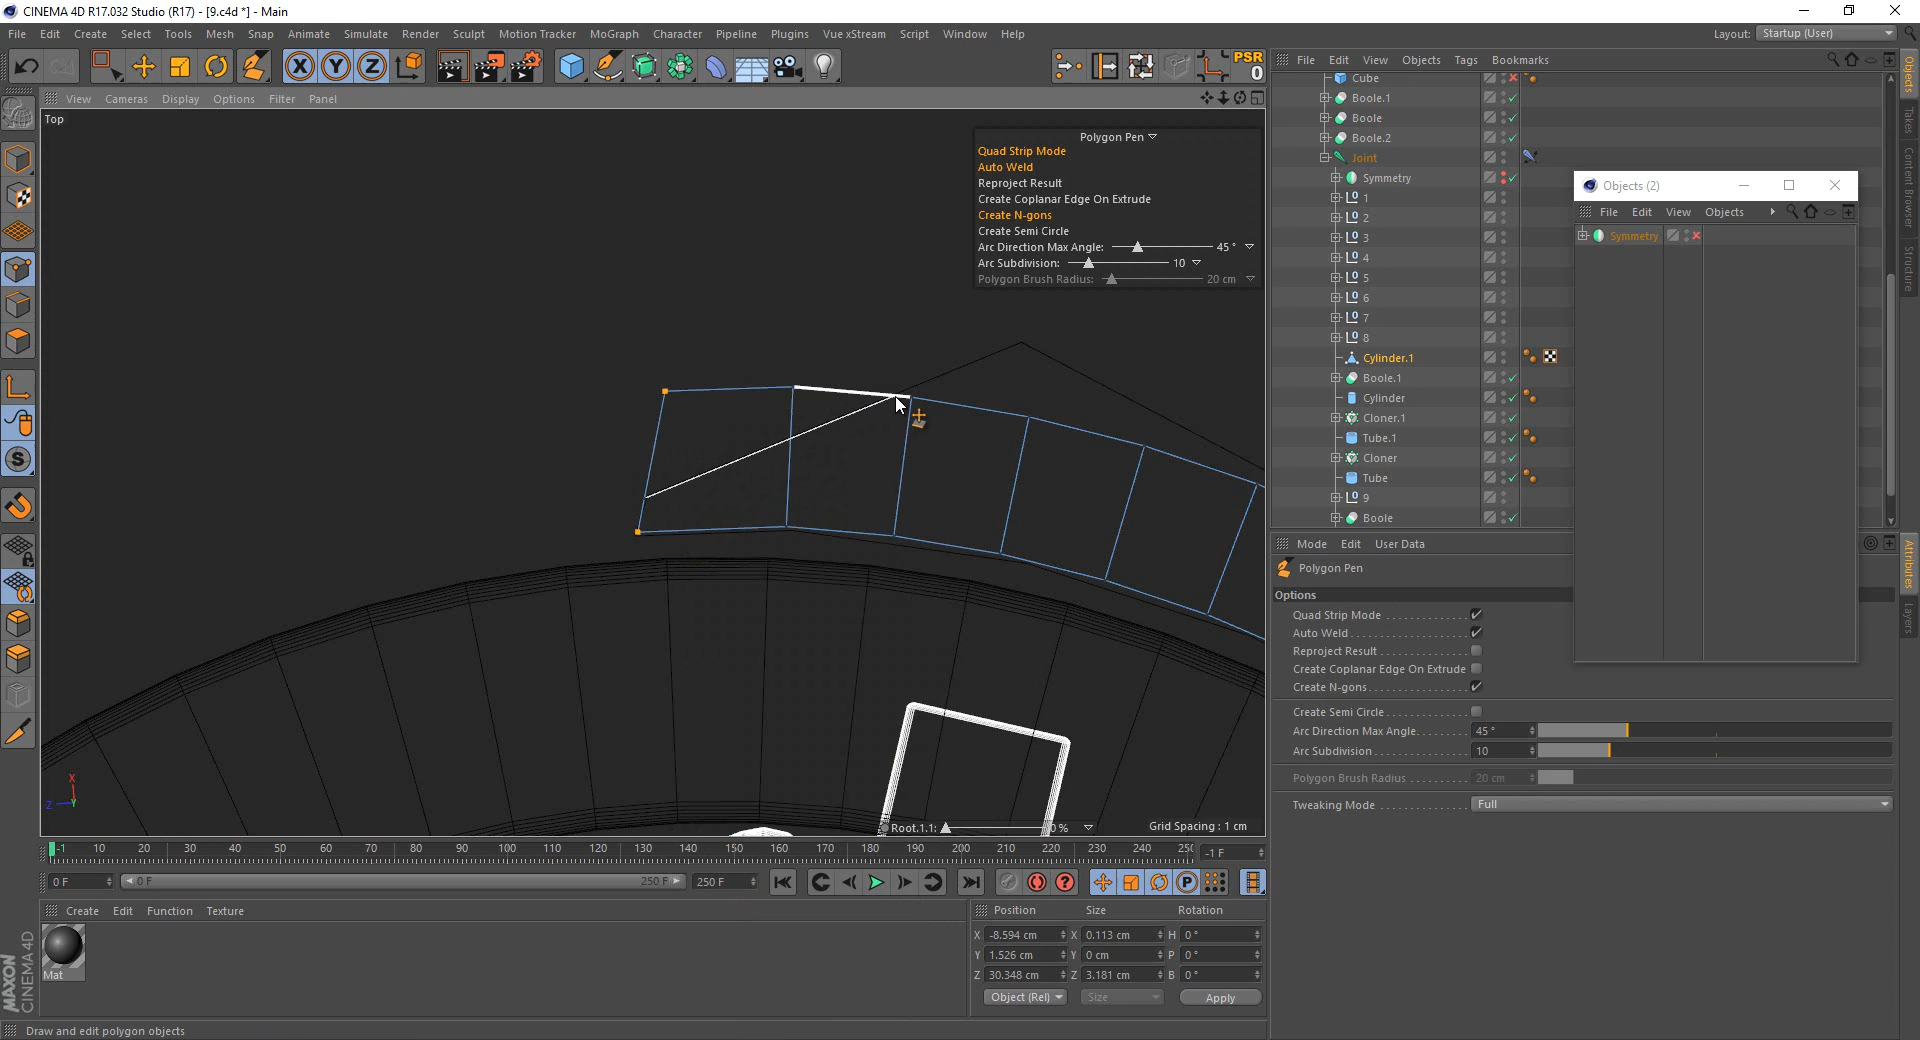 CINEMA 4D R17.032 Studio (R17) - [9.c4d *] - Main
File Edit Create Select Tools Mesh Snap Animate Simulate Render Sculpt Motion Tracker MoGraph Character Pipeline Plugins Vue xStream Script Window Help
Layout: Startup (User)
X Y Z
PSR
0
File Edit View Objects Tags Bookmarks
View Cameras Display Options Filter Panel
Top
Polygon Pen
Quad Strip Mode
Auto Weld
Reproject Result
Create Coplanar Edge On Extrude
Create N-gons
Create Semi Circle
Arc Direction Max Angle: 45 °
Arc Subdivision: 10
Polygon Brush Radius: 20 cm
X
Z Y
Root.1.1: 0 %
Grid Spacing : 1 cm
Cube
Boole.1
Boole
Boole.2
Joint
Symmetry
1
2
3
4
5
6
7
8
Cylinder.1
Boole.1
Cylinder
Cloner.1
Tube.1
Cloner
Tube
9
Boole
Objects (2)
File Edit View Objects
Symmetry
Objects
Takes
Content Browser
Structure
Mode Edit User Data
Attributes
Layers
Polygon Pen
Options
Quad Strip Mode
Auto Weld
Reproject Result
Create Coplanar Edge On Extrude
Create N-gons
Create Semi Circle
Arc Direction Max Angle 45 °
Arc Subdivision 10
Polygon Brush Radius 20 cm
Tweaking Mode Full
-1 10 20 30 40 50 60 70 80 90 100 110 120 130 140 150 160 170 180 190 200 210 220 230 240 250 -1 F
0 F 0 F 250 F 250 F
P
Create Edit Function Texture
Mat
MAXON
CINEMA 4D
Position Size Rotation
X -8.594 cm X 0.113 cm H 0 °
Y 1.526 cm Y 0 cm P 0 °
Z 30.348 cm Z 3.181 cm B 0 °
Object (Rel) Size Apply
Draw and edit polygon objects